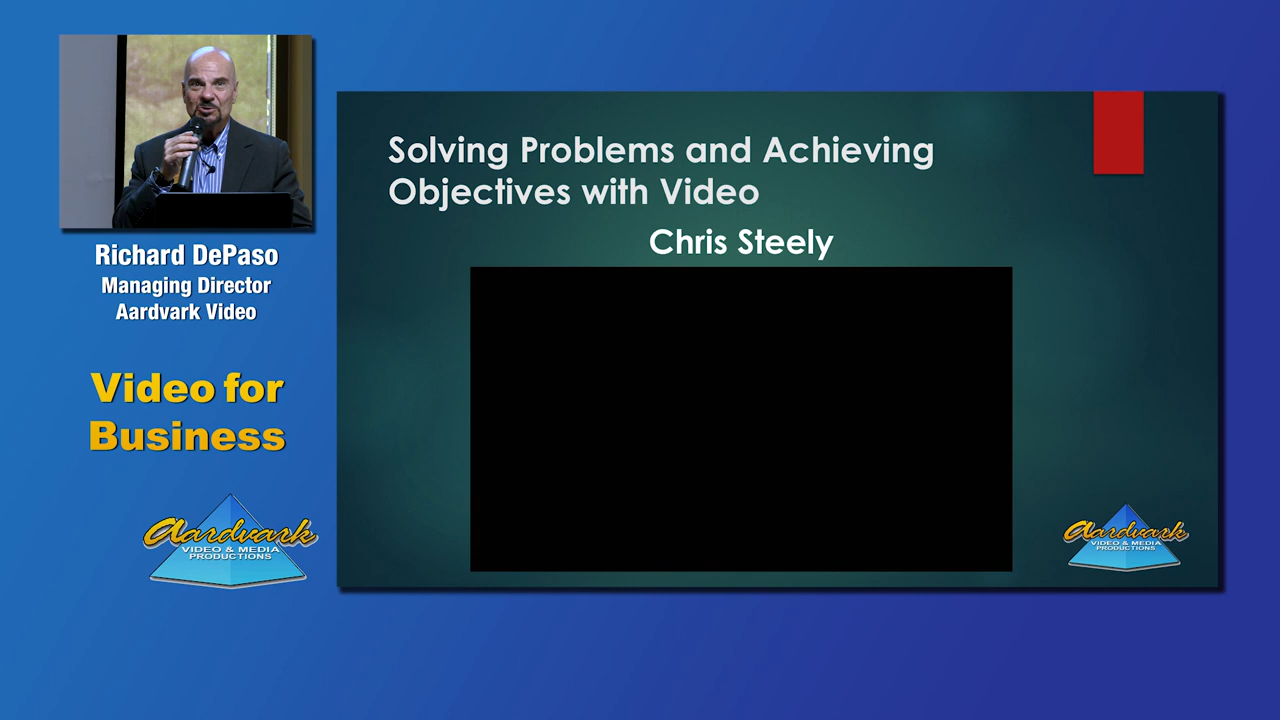 Richard DePaso
Managing Director
Aardvark Video
Video for
Business
Aardvark
VIDEO & MEDIA
PRODUCTIONS
Solving Problems and Achieving
Objectives with Video
Chris Steely
Aardvark
VIDEO & MEDIA
PRODUCTIONS